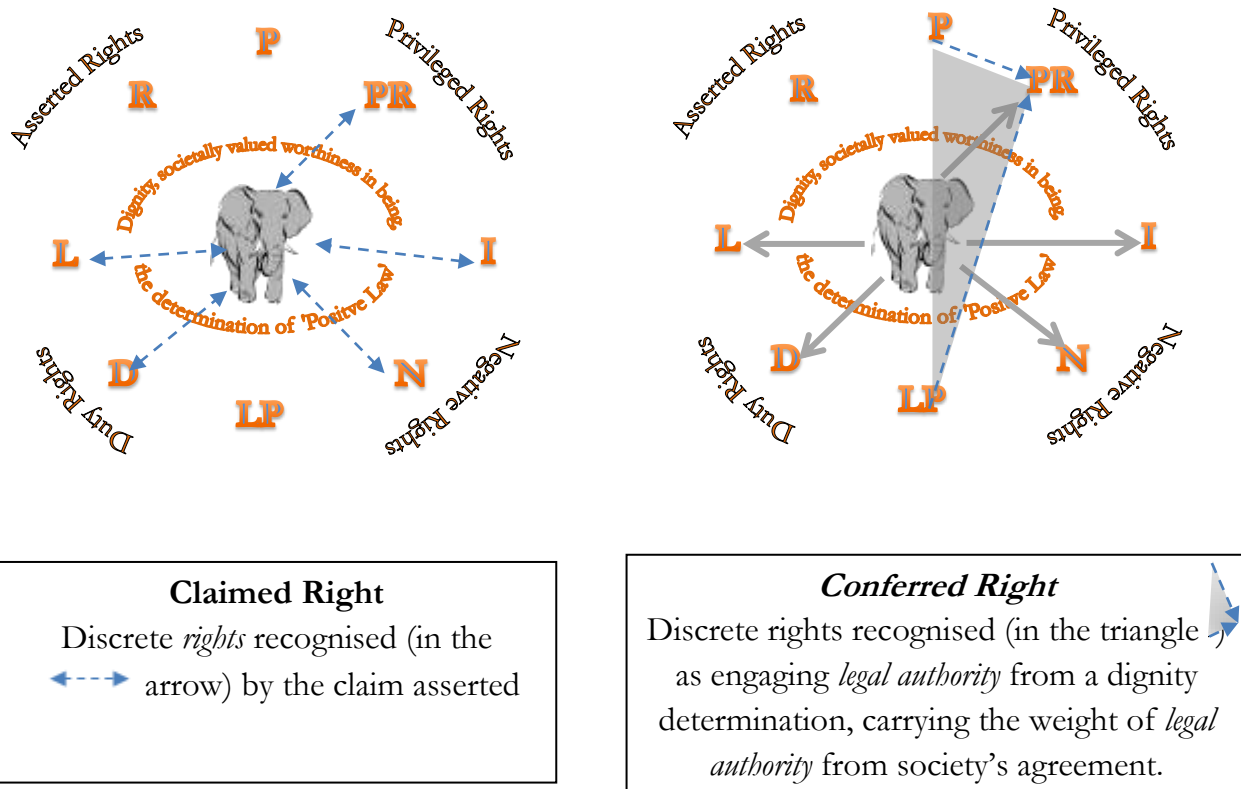 Asserted Rights
P
Privileged Rights
R
PR
Dignity, societally valued worthiness in being,
L
I
the determination of 'Positve Law'
D
N
LP
Duty Rights
Negative Rights
Asserted Rights
P
Privileged Rights
R
PR
Dignity, societally valued worthiness in being,
L
I
the determination of 'Positve Law'
D
N
LP
Duty Rights
Negative Rights
Claimed Right
Discrete rights recognised (in the
arrow) by the claim asserted
Conferred Right
Discrete rights recognised (in the triangle )
as engaging legal authority from a dignity
determination, carrying the weight of legal
authority from society’s agreement.